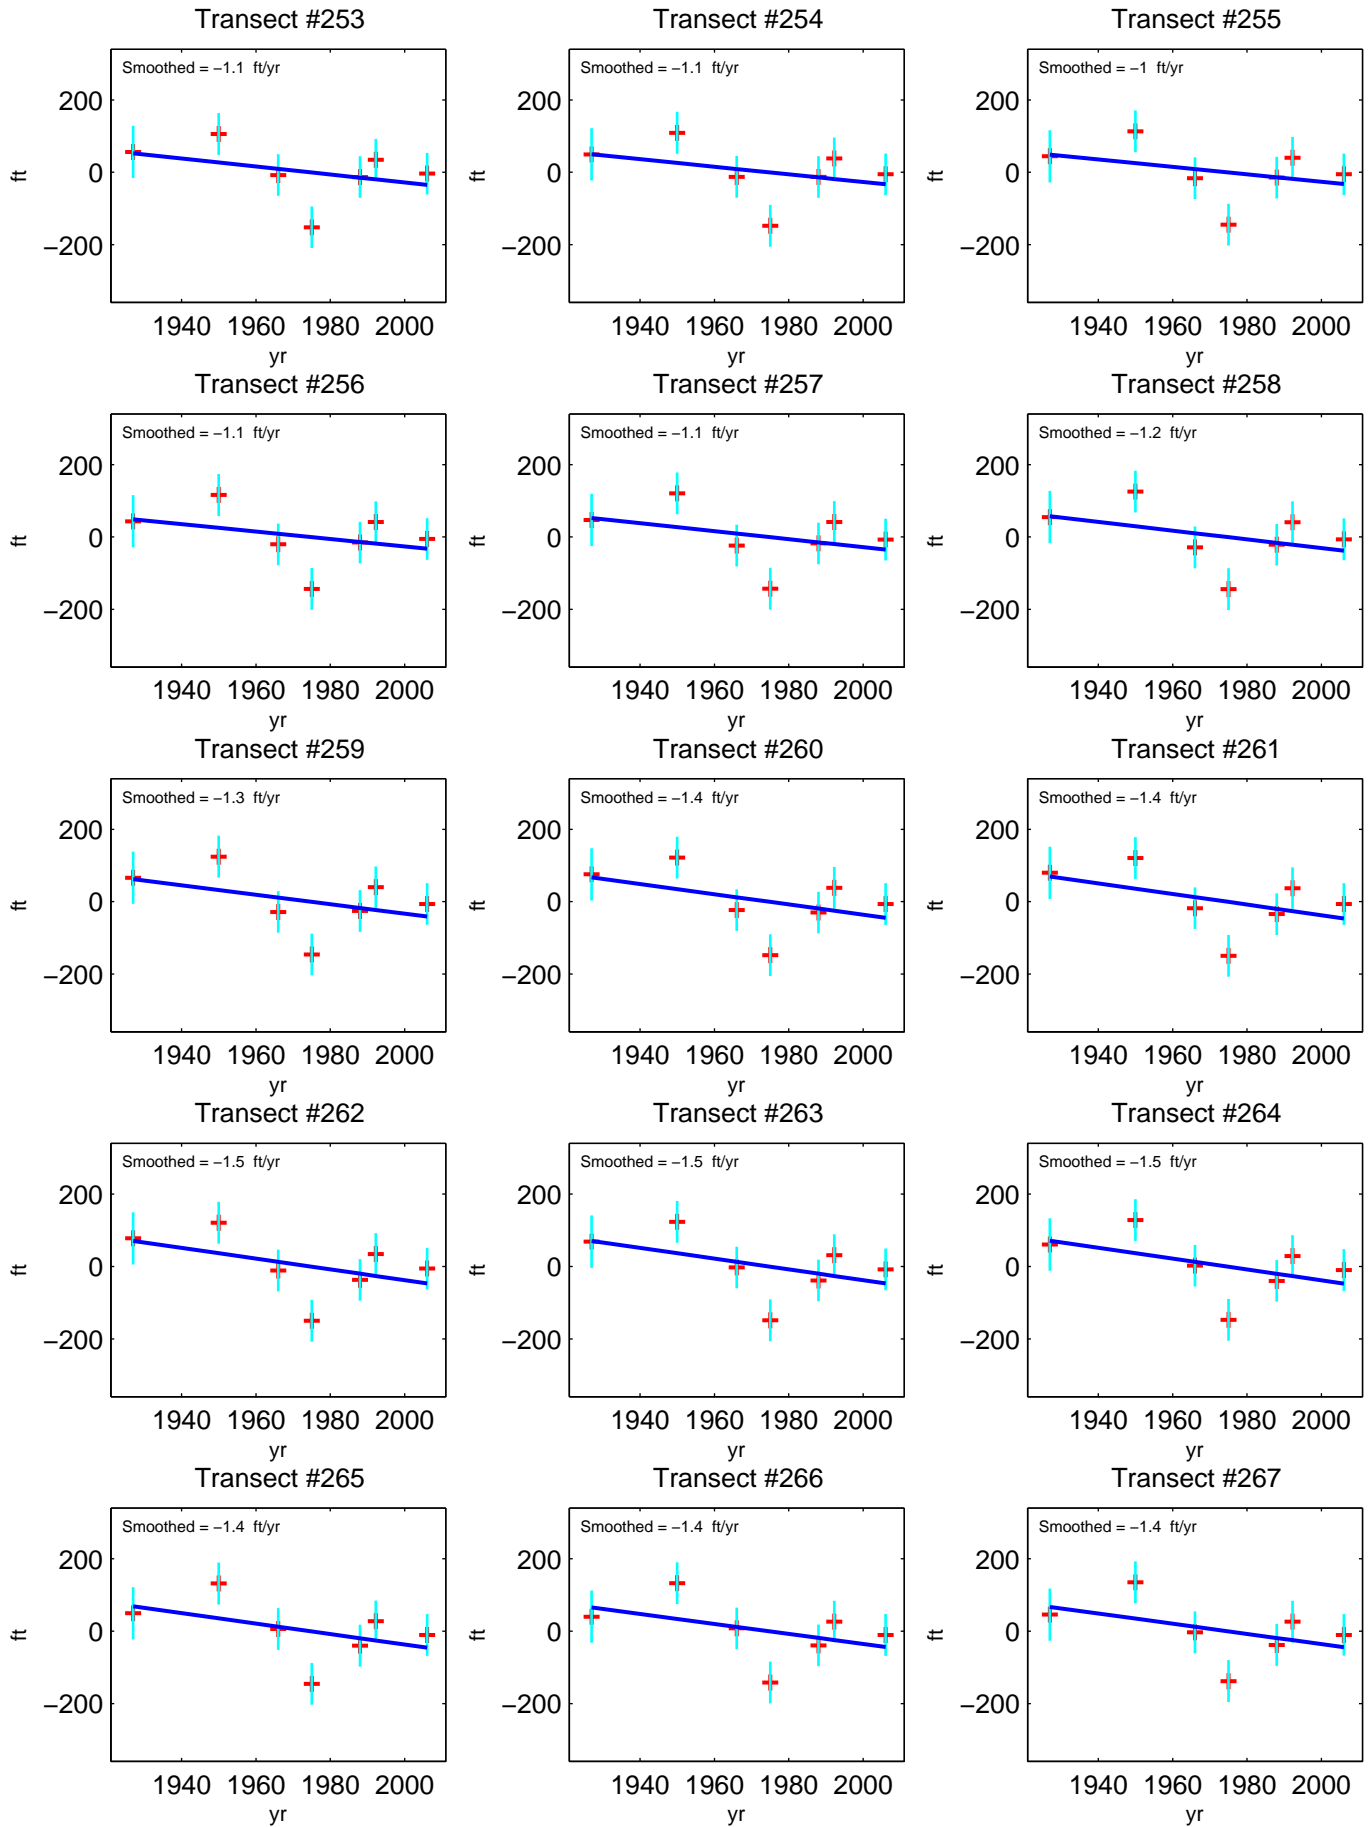 Transect #253
Transect #254
Transect #255
Smoothed = −1.1 ft/yr
Smoothed = −1.1 ft/yr
Smoothed = −1 ft/yr
200
0
−200
ft
200
0
−200
ft
200
0
−200
ft
1940 1960 1980 2000
1940 1960 1980 2000
1940 1960 1980 2000
yr
yr
yr
Transect #256
Transect #257
Transect #258
Smoothed = −1.1 ft/yr
Smoothed = −1.1 ft/yr
Smoothed = −1.2 ft/yr
200
0
−200
ft
200
0
−200
ft
200
0
−200
ft
1940 1960 1980 2000
1940 1960 1980 2000
1940 1960 1980 2000
yr
yr
yr
Transect #259
Transect #260
Transect #261
Smoothed = −1.3 ft/yr
Smoothed = −1.4 ft/yr
Smoothed = −1.4 ft/yr
200
0
−200
ft
200
0
−200
ft
200
0
−200
ft
1940 1960 1980 2000
1940 1960 1980 2000
1940 1960 1980 2000
yr
yr
yr
Transect #262
Transect #263
Transect #264
Smoothed = −1.5 ft/yr
Smoothed = −1.5 ft/yr
Smoothed = −1.5 ft/yr
200
0
−200
ft
200
0
−200
ft
200
0
−200
ft
1940 1960 1980 2000
1940 1960 1980 2000
1940 1960 1980 2000
yr
yr
yr
Transect #265
Transect #266
Transect #267
Smoothed = −1.4 ft/yr
Smoothed = −1.4 ft/yr
Smoothed = −1.4 ft/yr
200
0
−200
ft
200
0
−200
ft
200
0
−200
ft
1940 1960 1980 2000
1940 1960 1980 2000
1940 1960 1980 2000
yr
yr
yr